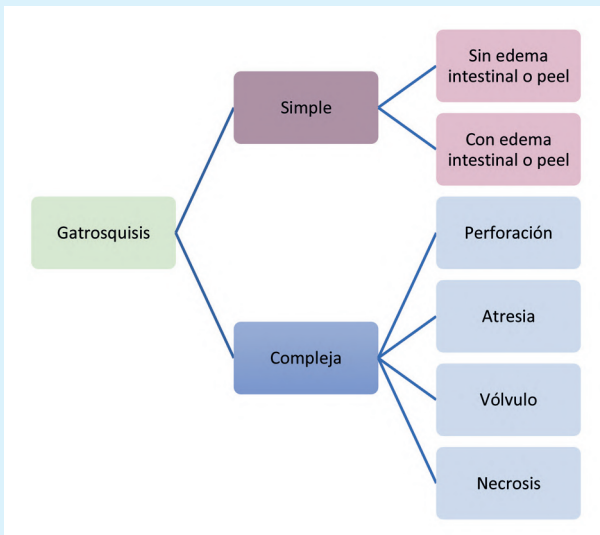 Gatrosquisis
Simple
Sin edema
intestinal o peel
Con edema
intestinal o peel
Compleja
Perforación
Atresia
Vólvulo
Necrosis